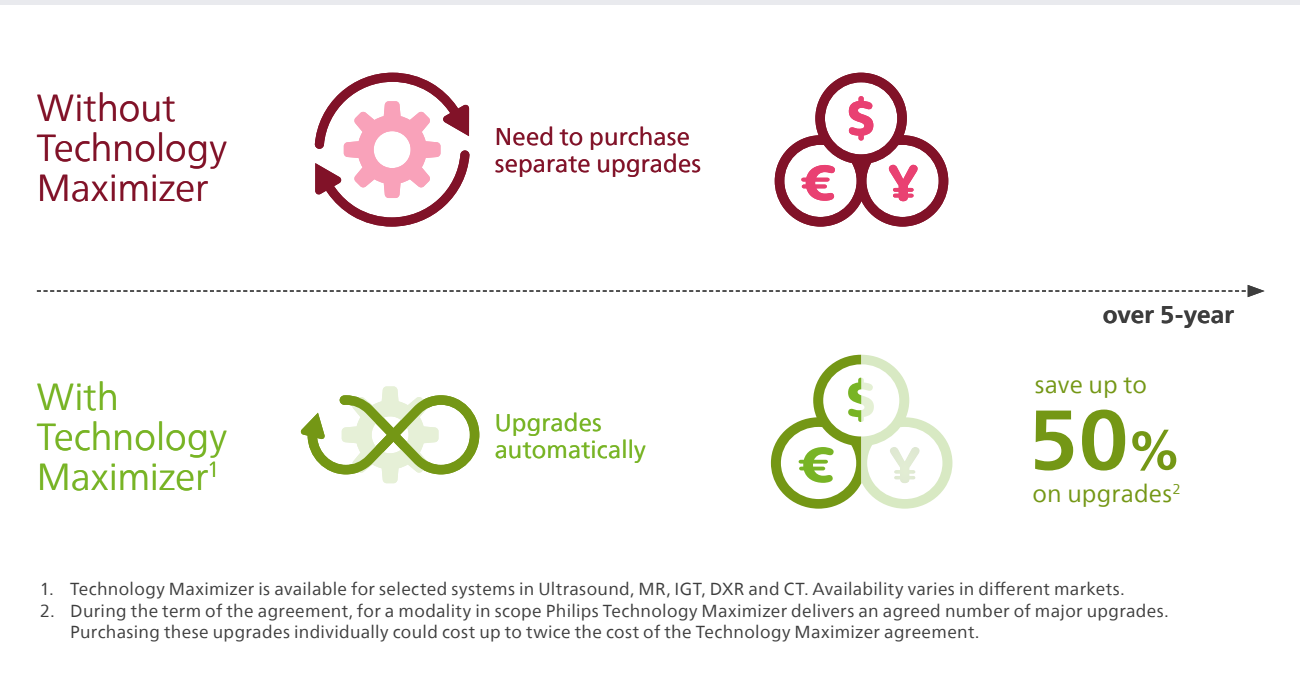 Without
Technology
Maximizer
Need to purchase
separate upgrades
$
€
¥
over 5-year
With
Technology
Maximizer¹
Upgrades
automatically
$
€
¥
save up to
50%
on upgrades²
1. Technology Maximizer is available for selected systems in Ultrasound, MR, IGT, DXR and CT. Availability varies in different markets.
2. During the term of the agreement, for a modality in scope Philips Technology Maximizer delivers an agreed number of major upgrades.
Purchasing these upgrades individually could cost up to twice the cost of the Technology Maximizer agreement.